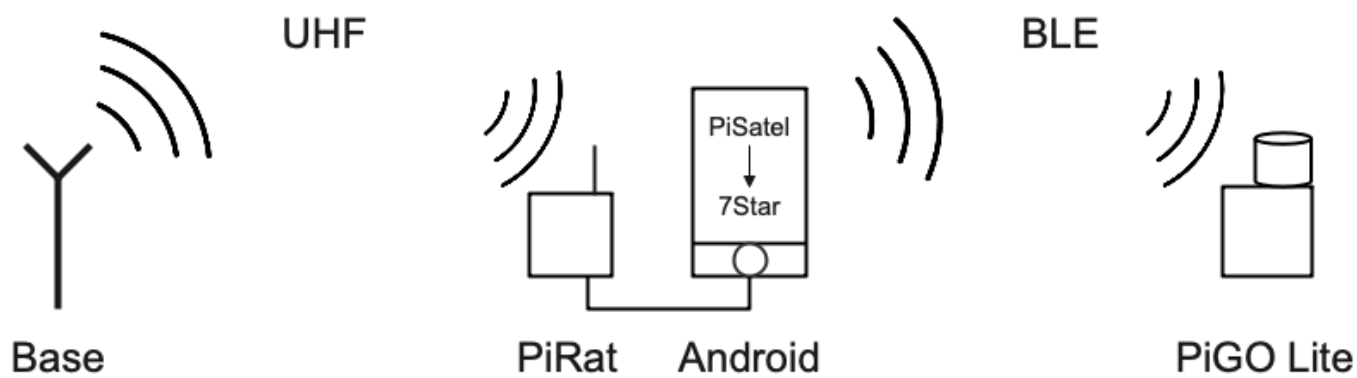 UHF
BLE
PiSatel
7Star
Base
PiRat
Android
PiGO Lite